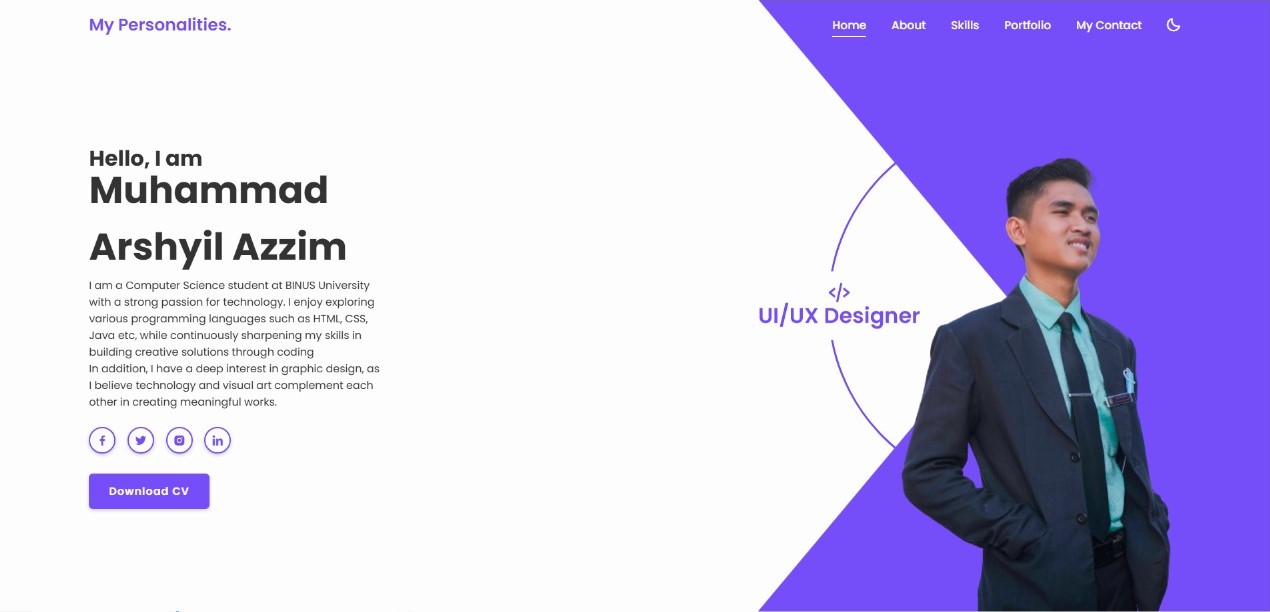 My Personalities.
Home About Skills Portfolio My Contact
Hello, I am
Muhammad
Arshyil Azzim
I am a Computer Science student at BINUS University
with a strong passion for technology. I enjoy exploring
various programming languages such as HTML, CSS,
Java etc, while continuously sharpening my skills in
building creative solutions through coding
In addition, I have a deep interest in graphic design, as
I believe technology and visual art complement each
other in creating meaningful works.
Download CV
</>
UI/UX Designer